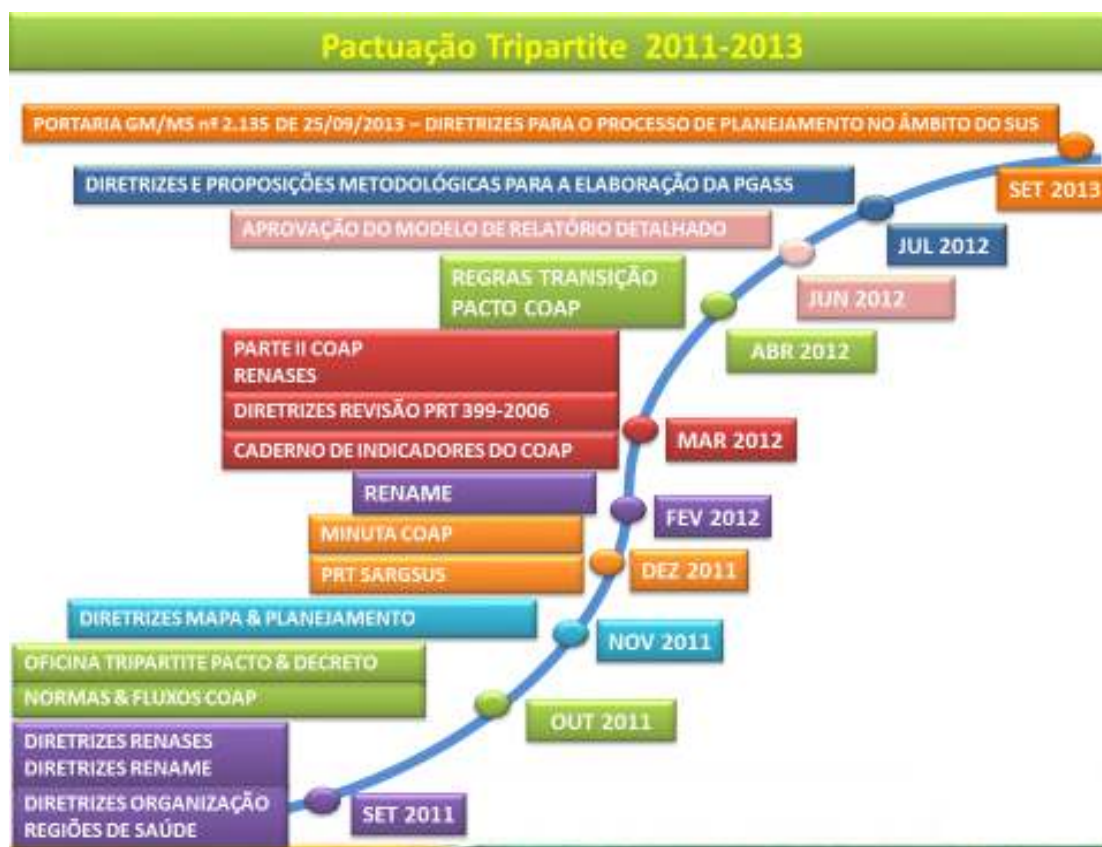 Pactuação Tripartite 2011-2013
PORTARIA GM/MS nº 2.135 DE 25/09/2013 – DIRETRIZES PARA O PROCESSO DE PLANEJAMENTO NO ÂMBITO DO SUS
SET 2013
DIRETRIZES E PROPOSIÇÕES METODOLÓGICAS PARA A ELABORAÇÃO DA PGASS
JUL 2012
APROVAÇÃO DO MODELO DE RELATÓRIO DETALHADO
JUN 2012
REGRAS TRANSIÇÃO
PACTO COAP
ABR 2012
PARTE II COAP
RENASES
DIRETRIZES REVISÃO PRT 399-2006
CADERNO DE INDICADORES DO COAP
MAR 2012
RENAME
FEV 2012
MINUTA COAP
PRT SARGSUS
DEZ 2011
DIRETRIZES MAPA & PLANEJAMENTO
NOV 2011
OFICINA TRIPARTITE PACTO & DECRETO
NORMAS & FLUXOS COAP
OUT 2011
DIRETRIZES RENASES
DIRETRIZES RENAME
DIRETRIZES ORGANIZAÇÃO
REGIÕES DE SAÚDE
SET 2011